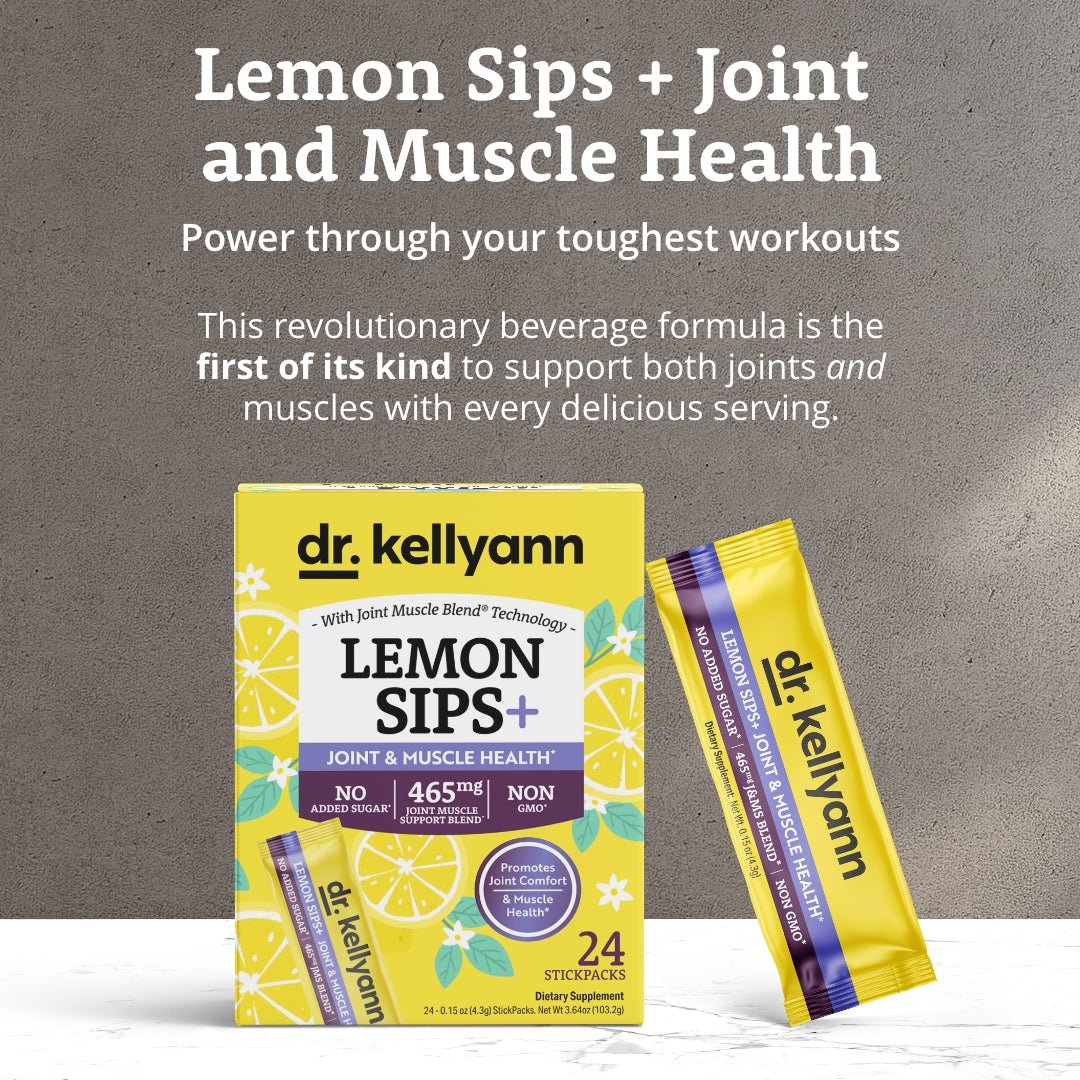 Lemon Sips + Joint
and Muscle Health
Power through your toughest workouts
This revolutionary beverage formula is the
first of its kind to support both joints and
muscles with every delicious serving.
dr. kellyann
- With Joint Muscle Blend® Technology -
LEMON
SIPS+
JOINT & MUSCLE HEALTH*
NO
ADDED SUGAR*
465mg
JOINT MUSCLE
SUPPORT BLEND*
NON
GMO*
Promotes
Joint Comfort
& Muscle
Health*
24
STICKPACKS
Dietary Supplement
24 - 0.15 oz (4.3g) StickPacks. Net Wt 3.64oz (103.2g)
dr. kellyann
LEMON SIPS+ JOINT & MUSCLE H
NO ADDED SUGAR* | 465mg JMS BLEND*
dr. kellyann
LEMON SIPS+ JOINT & MUSCLE HEALTH*
NO ADDED SUGAR* | 465mg J&MS BLEND* | NON GMO*
Dietary Supplement: Net Wt. 0.15 oz (4.3g)